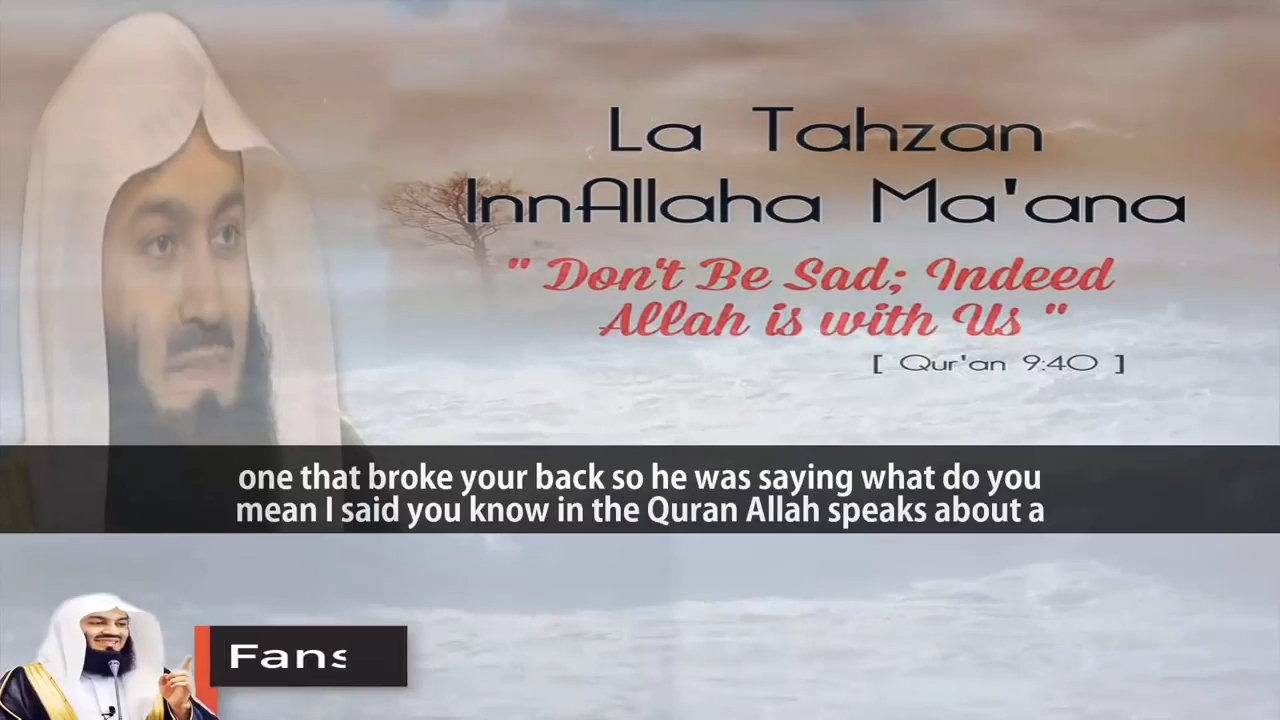 La Tahzan
InnAllaha Ma'ana
" Don't Be Sad; Indeed
Allah is with Us "
[ Qur'an 9:40 ]
one that broke your back so he was saying what do you
mean I said you know in the Quran Allah speaks about a
Fans